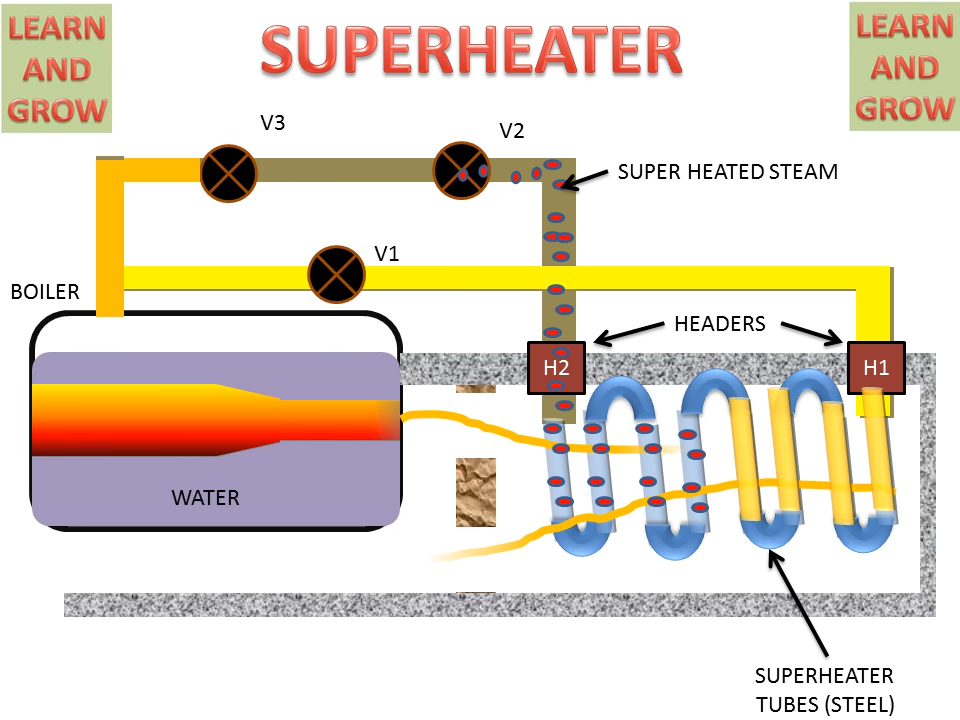 LEARN
AND
GROW
SUPERHEATER
LEARN
AND
GROW
V3
V2
SUPER HEATED STEAM
V1
BOILER
HEADERS
H2
H1
WATER
SUPERHEATER
TUBES (STEEL)